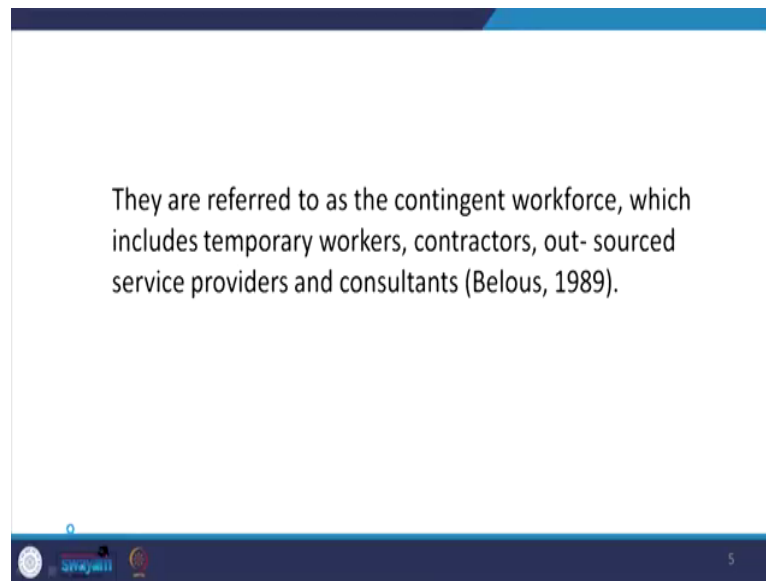 They are referred to as the contingent workforce, which
includes temporary workers, contractors, out- sourced
service providers and consultants (Belous, 1989).
swayam
5